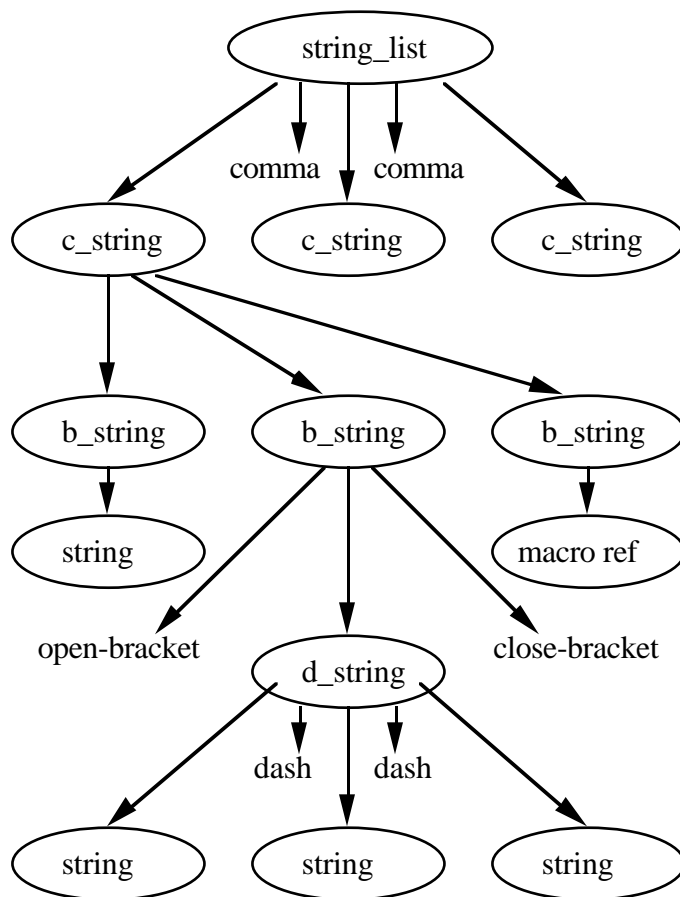 string_list
comma comma
c_string c_string c_string
b_string b_string b_string
string macro ref
open-bracket close-bracket
d_string
dash dash
string string string